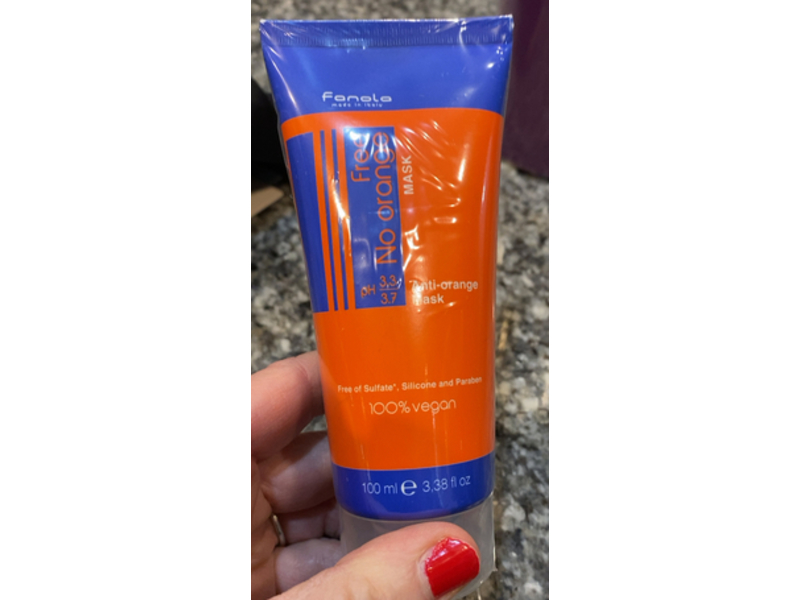 Fanola
made in italy
Free
No orange
MASK
pH 3.3/3.7
Anti-orange
mask
Free of Sulfate*, Silicone and Paraben
100% vegan
100 ml e 3.38 fl oz